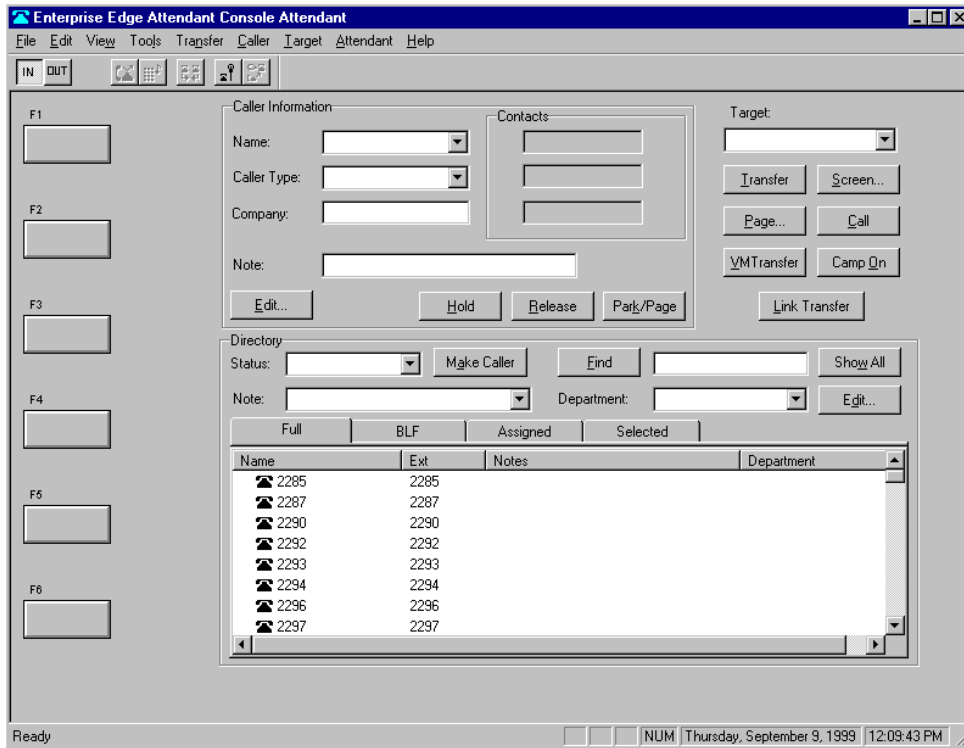 Enterprise Edge Attendant Console Attendant
File Edit View Tools Transfer Caller Target Attendant Help
IN OUT
F1
F2
F3
F4
F5
F6
Caller Information
Name:
Caller Type:
Company:
Note:
Contacts
Edit...
Hold
Release
Park/Page
Target:
Transfer
Screen...
Page...
Call
VMTransfer
Camp On
Link Transfer
Directory
Status:
Make Caller
Find
Show All
Note:
Department:
Edit...
Full BLF Assigned Selected
Name Ext Notes Department
2285 2285
2287 2287
2290 2290
2292 2292
2293 2293
2294 2294
2296 2296
2297 2297
Ready
NUM Thursday, September 9, 1999 12:09:43 PM